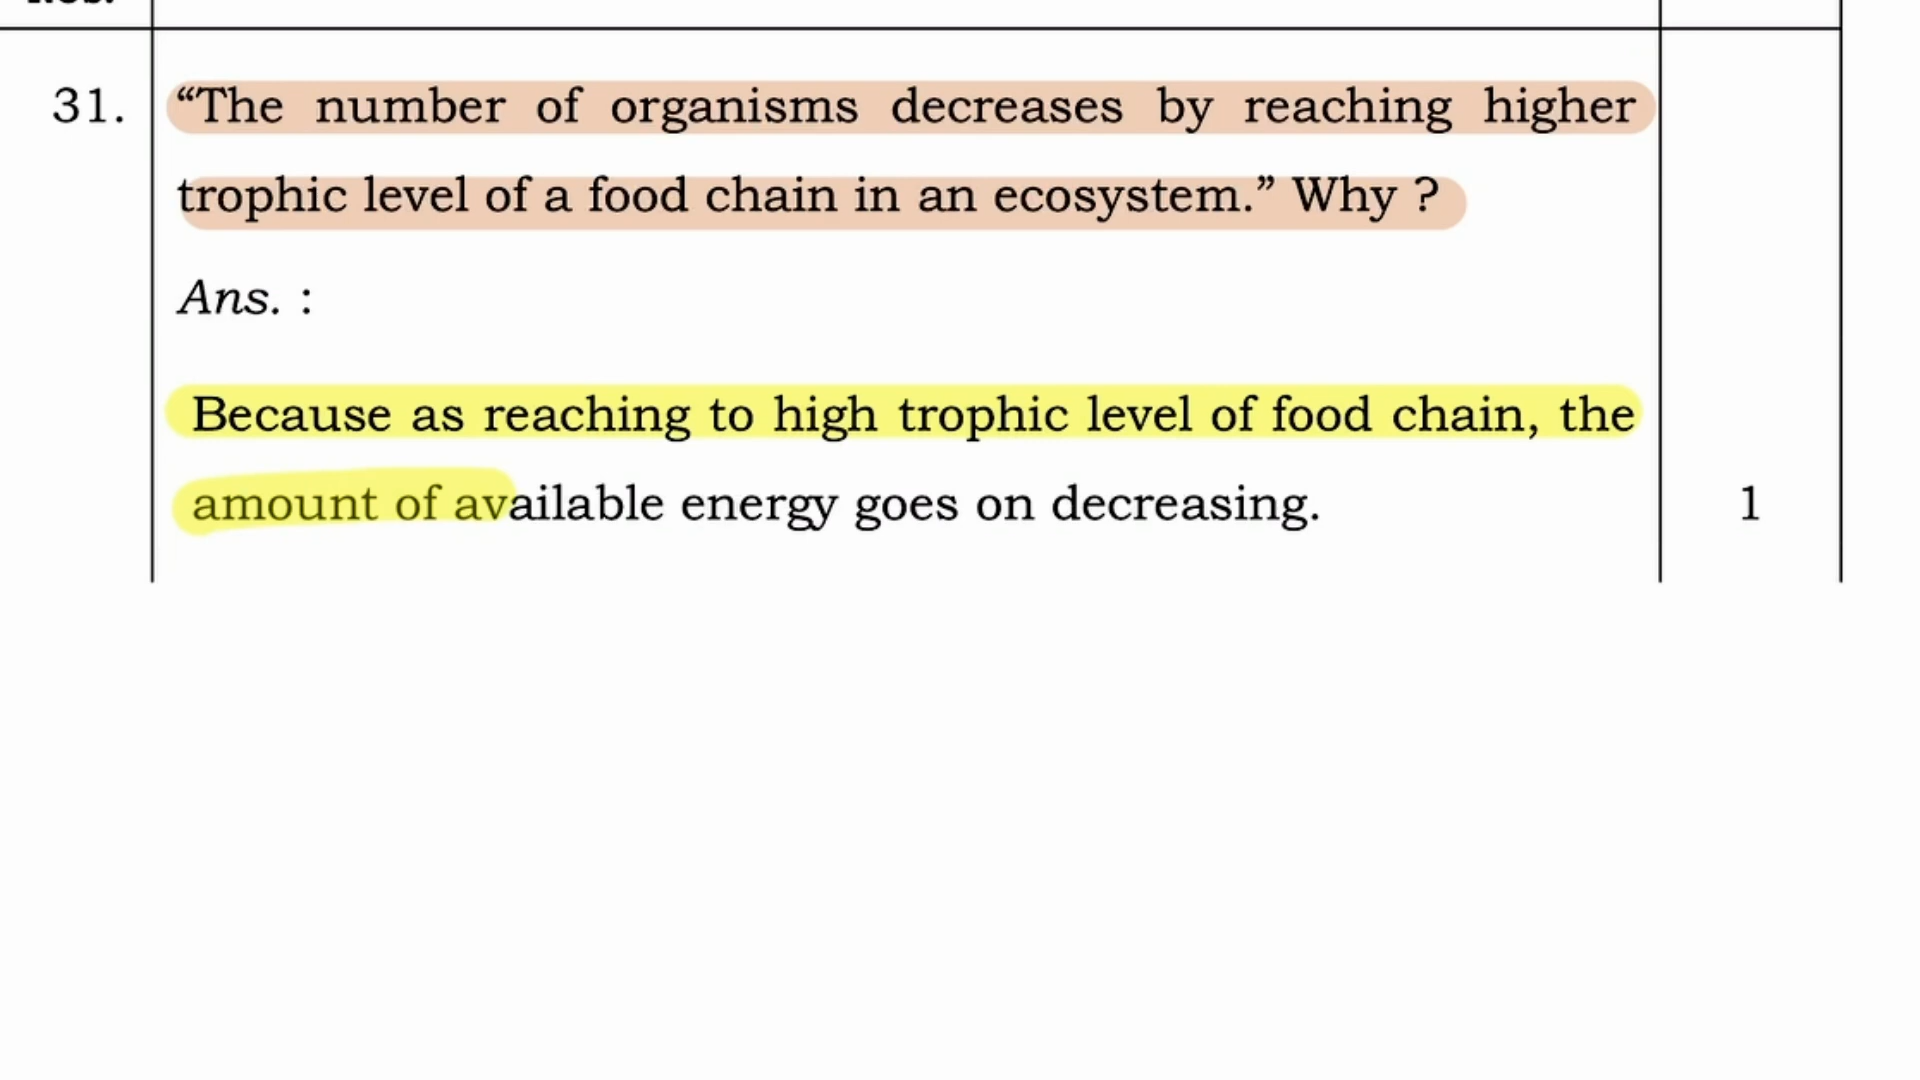 31. “The number of organisms decreases by reaching higher
trophic level of a food chain in an ecosystem.” Why ?
Ans. :
Because as reaching to high trophic level of food chain, the
amount of available energy goes on decreasing. 1